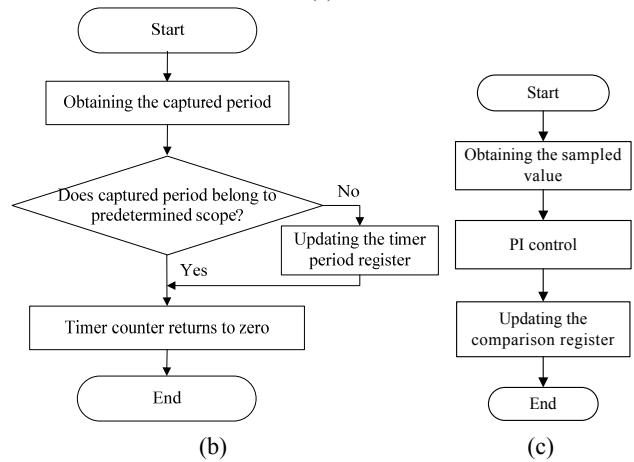 Start
Obtaining the captured period
Does captured period belong to
predetermined scope?
No
Updating the timer
period register
Yes
Timer counter returns to zero
End
(b)
Start
Obtaining the sampled
value
PI control
Updating the
comparison register
End
(c)